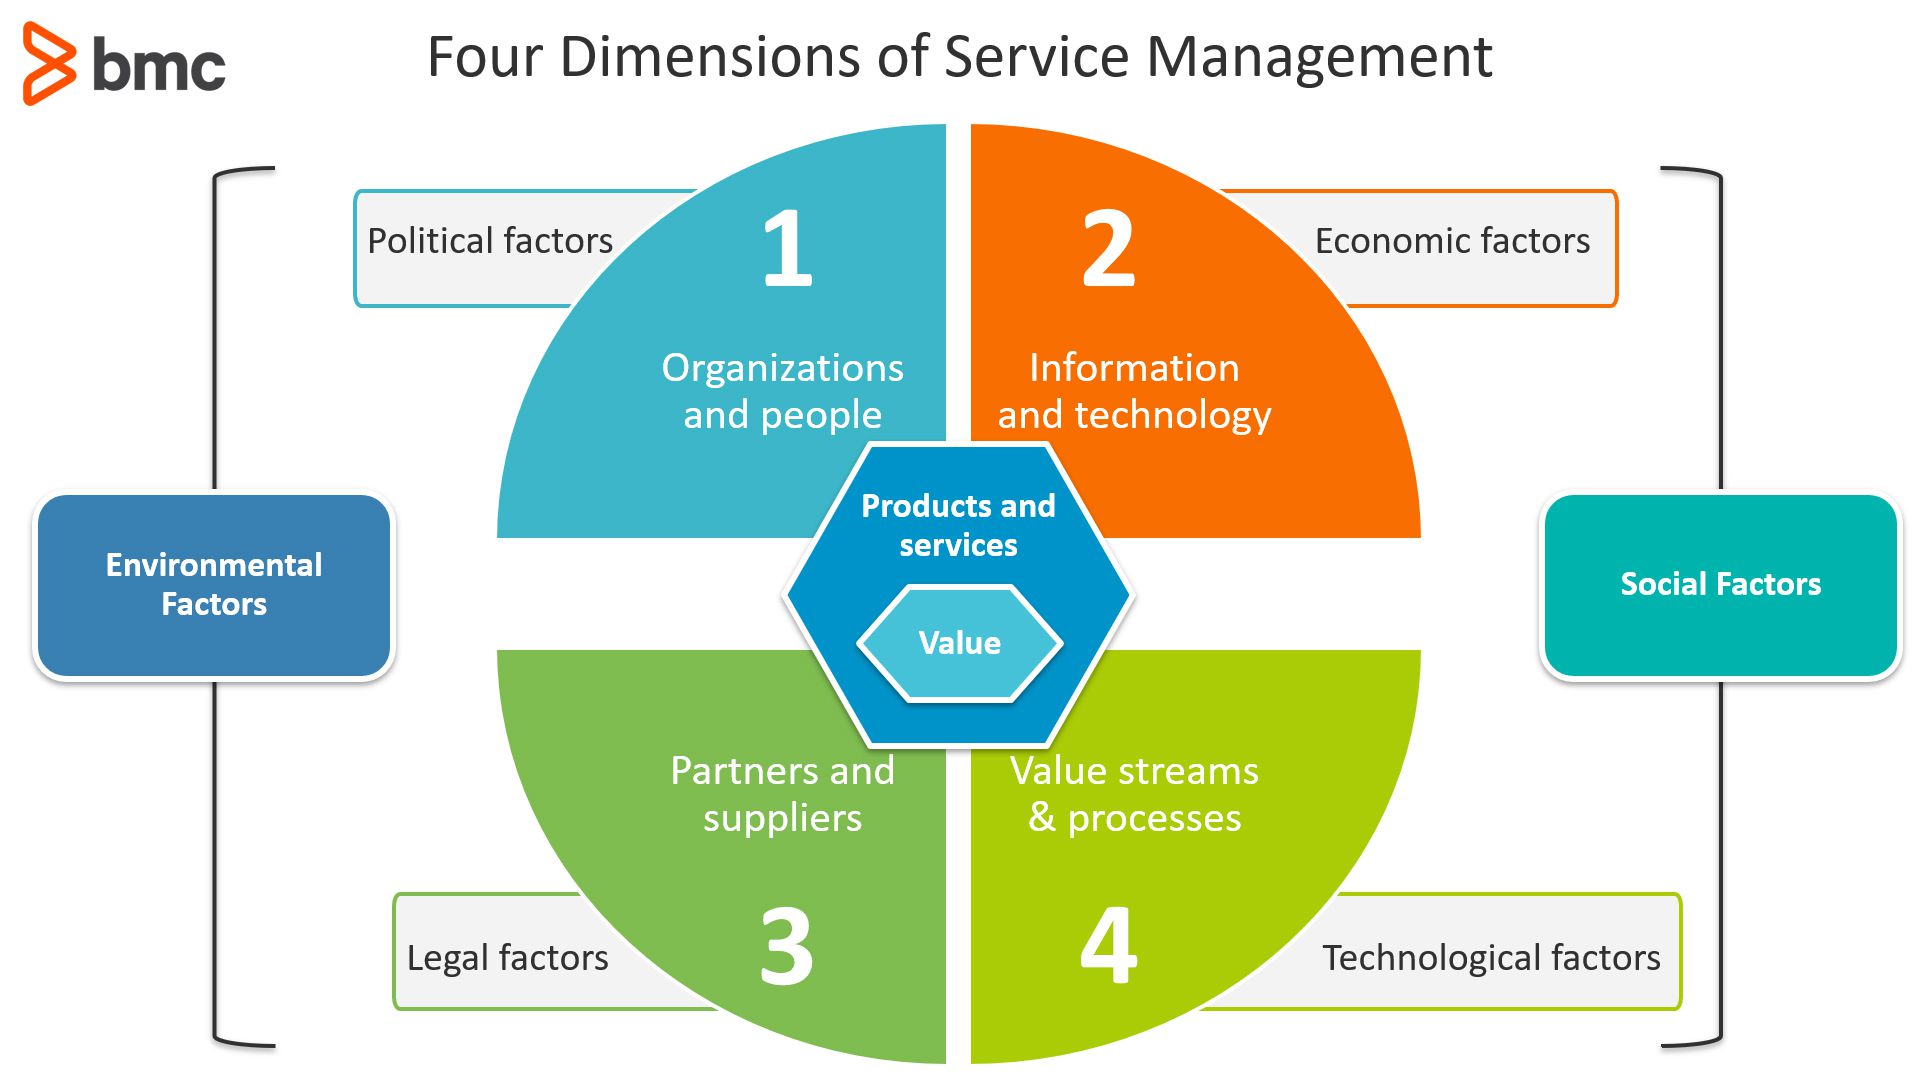 bmc
Four Dimensions of Service Management
Political factors
1
2
Economic factors
Organizations
and people
Information
and technology
Products and
services
Environmental
Factors
Social Factors
Value
Partners and
suppliers
Value streams
& processes
3
4
Legal factors
Technological factors